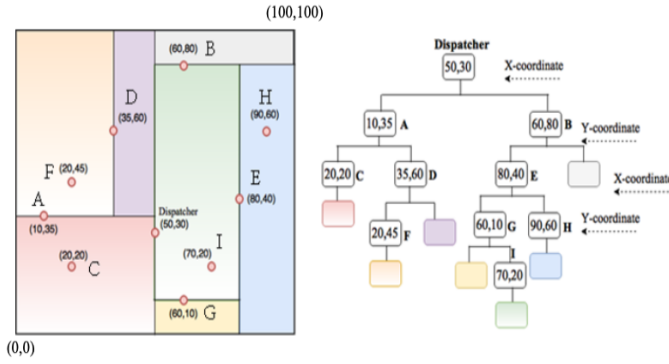 (100,100)
(60,80) B
D
(35,60)
H
(90,60)
F (20,45)
A
(10,35)
E
(80,40)
Dispatcher
(50,30)
I
(70,20)
(20,20) C
(60,10) G
(0,0)
Dispatcher
50,30
X-coordinate
10,35 A
60,80 B
Y-coordinate
20,20 C
35,60 D
80,40 E
X-coordinate
20,45 F
60,10 G
90,60 H
Y-coordinate
I
70,20